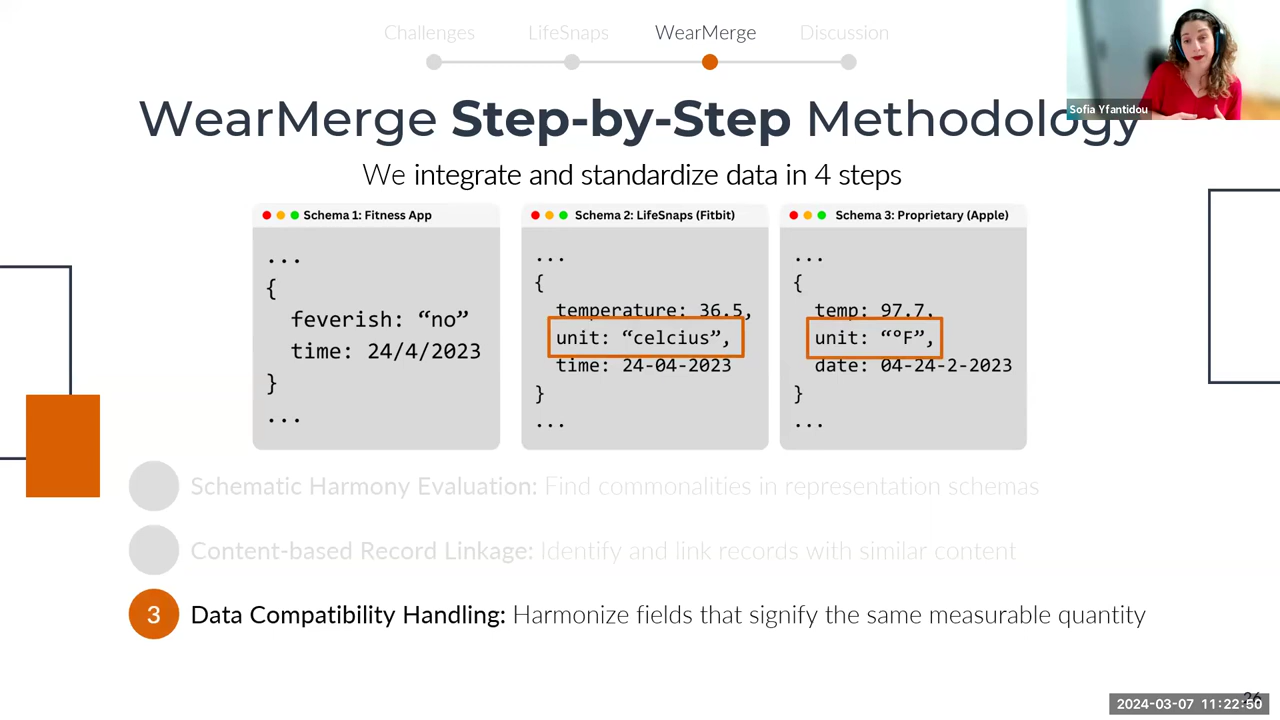 Challenges LifeSnaps WearMerge Discussion
Sofia Yfantidou
WearMerge Step-by-Step Methodology
We integrate and standardize data in 4 steps
Schema 1: Fitness App
...
{
feverish: “no”
time: 24/4/2023
}
...
Schema 2: LifeSnaps (Fitbit)
...
{
temperature: 36.5,
unit: “celcius”,
time: 24-04-2023
}
...
Schema 3: Proprietary (Apple)
...
{
temp: 97.7,
unit: “°F”,
date: 04-24-2-2023
}
...
Schematic Harmony Evaluation: Find commonalities in representation schemas
Content-based Record Linkage: Identify and link records with similar content
3 Data Compatibility Handling: Harmonize fields that signify the same measurable quantity
26
2024-03-07 11:22:50